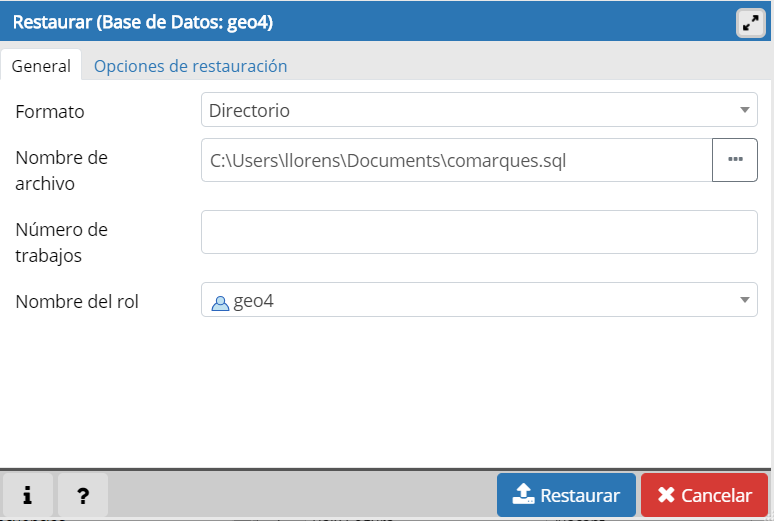 Restaurar (Base de Datos: geo4)
General Opciones de restauración
Formato Directorio
Nombre de archivo C:\Users\llorens\Documents\comarques.sql ...
Número de trabajos
Nombre del rol geo4
i ? Restaurar Cancelar